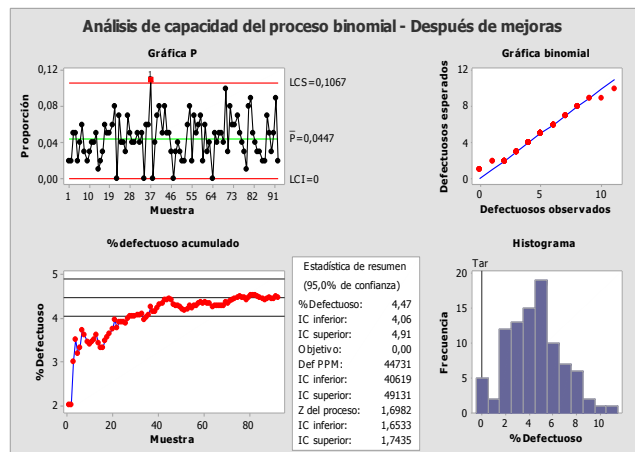 Análisis de capacidad del proceso binomial - Después de mejoras
Gráfica P
0,12
0,08
0,04
0,00
Proporción
1 10 19 28 37 46 55 64 73 82 91
Muestra
1
LCS=0,1067
_
P=0,0447
LCI=0
Gráfica binomial
12
8
4
0
Defectuosos esperados
0 5 10
Defectuosos observados
%defectuoso acumulado
5
4
3
2
%Defectuoso
0 20 40 60 80
Muestra
Estadística de resumen
(95,0% de confianza)
%Defectuoso: 4,47
IC inferior: 4,06
IC superior: 4,91
Objetivo: 0,00
Def PPM: 44731
IC inferior: 40619
IC superior: 49131
Z del proceso: 1,6982
IC inferior: 1,6533
IC superior: 1,7435
Histograma
Tar
20
15
10
5
0
Frecuencia
0 2 4 6 8 10
%Defectuoso